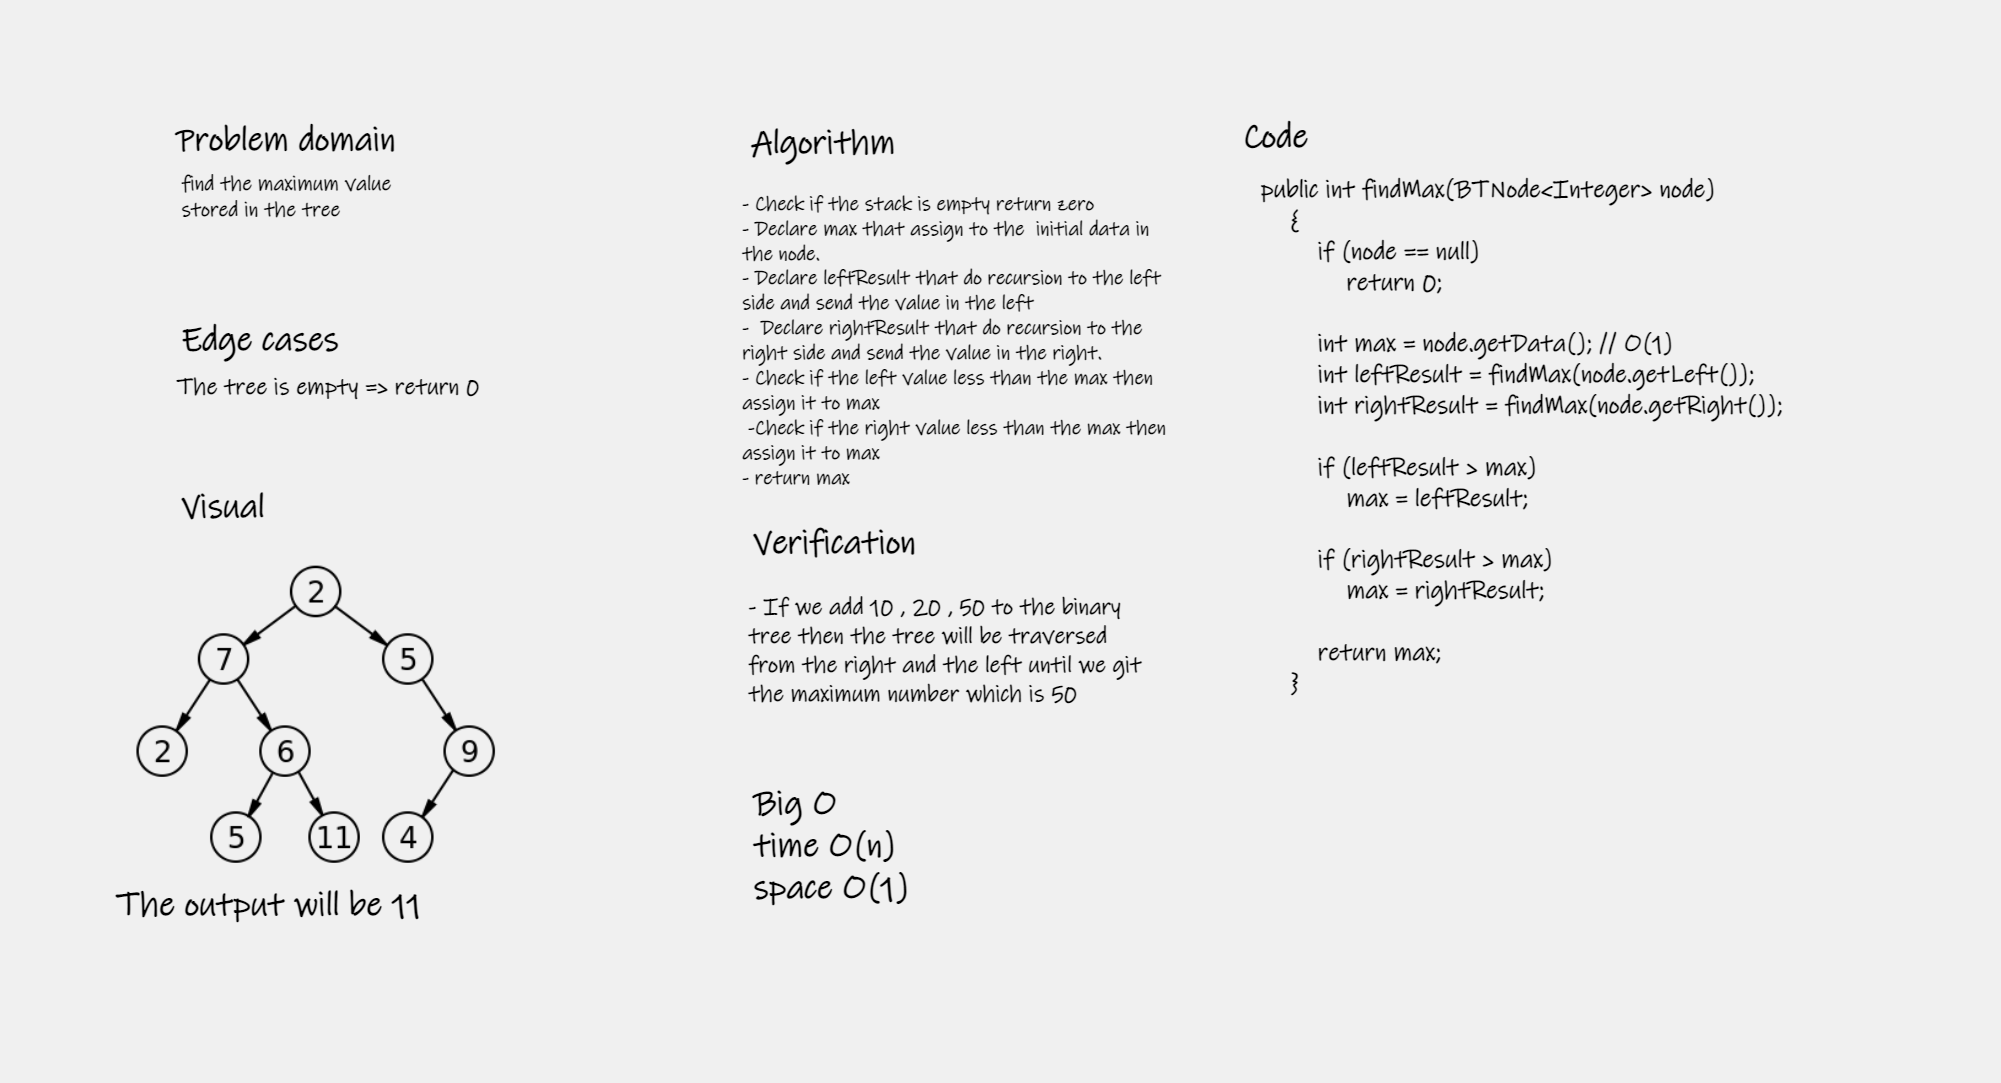 Problem domain
find the maximum value
stored in the tree
Edge cases
The tree is empty => return 0
Visual
2
7
5
2
6
9
5
11
4
The output will be 11
Algorithm
- Check if the stack is empty return zero
- Declare max that assign to the  initial data in
the node.
- Declare leftResult that do recursion to the left
side and send the value in the left
-  Declare rightResult that do recursion to the
right side and send the value in the right.
- Check if the left value less than the max then
assign it to max
-Check if the right value less than the max then
assign it to max
- return max
Verification
- If we add 10 , 20 , 50 to the binary
tree then the tree will be traversed
from the right and the left until we git
the maximum number which is 50
Big O
time O(n)
space O(1)
Code
public int findMax(BTNode<Integer> node)
{
if (node == null)
return 0;
int max = node.getData(); // O(1)
int leftResult = findMax(node.getLeft());
int rightResult = findMax(node.getRight());
if (leftResult > max)
max = leftResult;
if (rightResult > max)
max = rightResult;
return max;
}